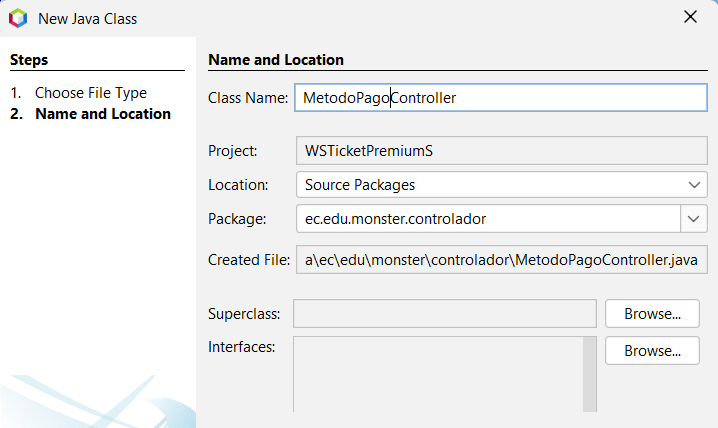 New Java Class
Steps
1. Choose File Type
2. Name and Location
Name and Location
Class Name: MetodoPagoController
Project: WSTicketPremiumS
Location: Source Packages
Package: ec.edu.monster.controlador
Created File: a\ec\edu\monster\controlador\MetodoPagoController.java
Superclass: Browse...
Interfaces: Browse...